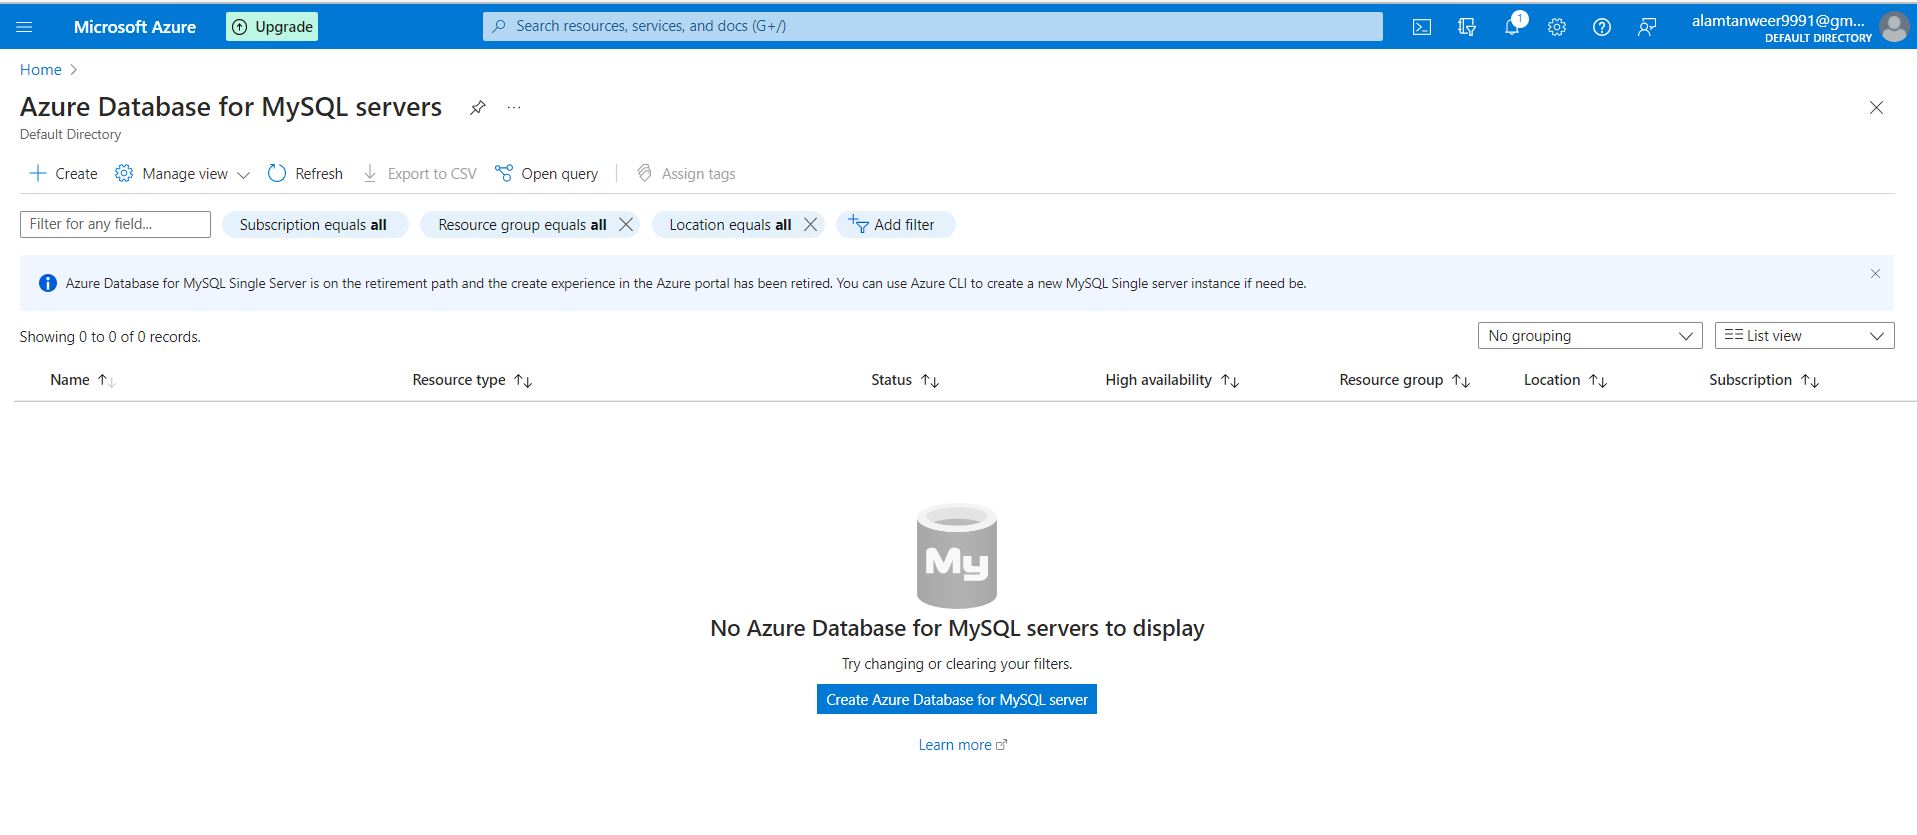 Microsoft Azure
Upgrade
Search resources, services, and docs (G+/)
1
alamtanweer9991@gm...
DEFAULT DIRECTORY
Home
Azure Database for MySQL servers
...
Default Directory
Create
Manage view
Refresh
Export to CSV
Open query
Assign tags
Filter for any field...
Subscription equals all
Resource group equals all
Location equals all
Add filter
Azure Database for MySQL Single Server is on the retirement path and the create experience in the Azure portal has been retired. You can use Azure CLI to create a new MySQL Single server instance if need be.
Showing 0 to 0 of 0 records.
No grouping
List view
Name
Resource type
Status
High availability
Resource group
Location
Subscription
My
No Azure Database for MySQL servers to display
Try changing or clearing your filters.
Create Azure Database for MySQL server
Learn more